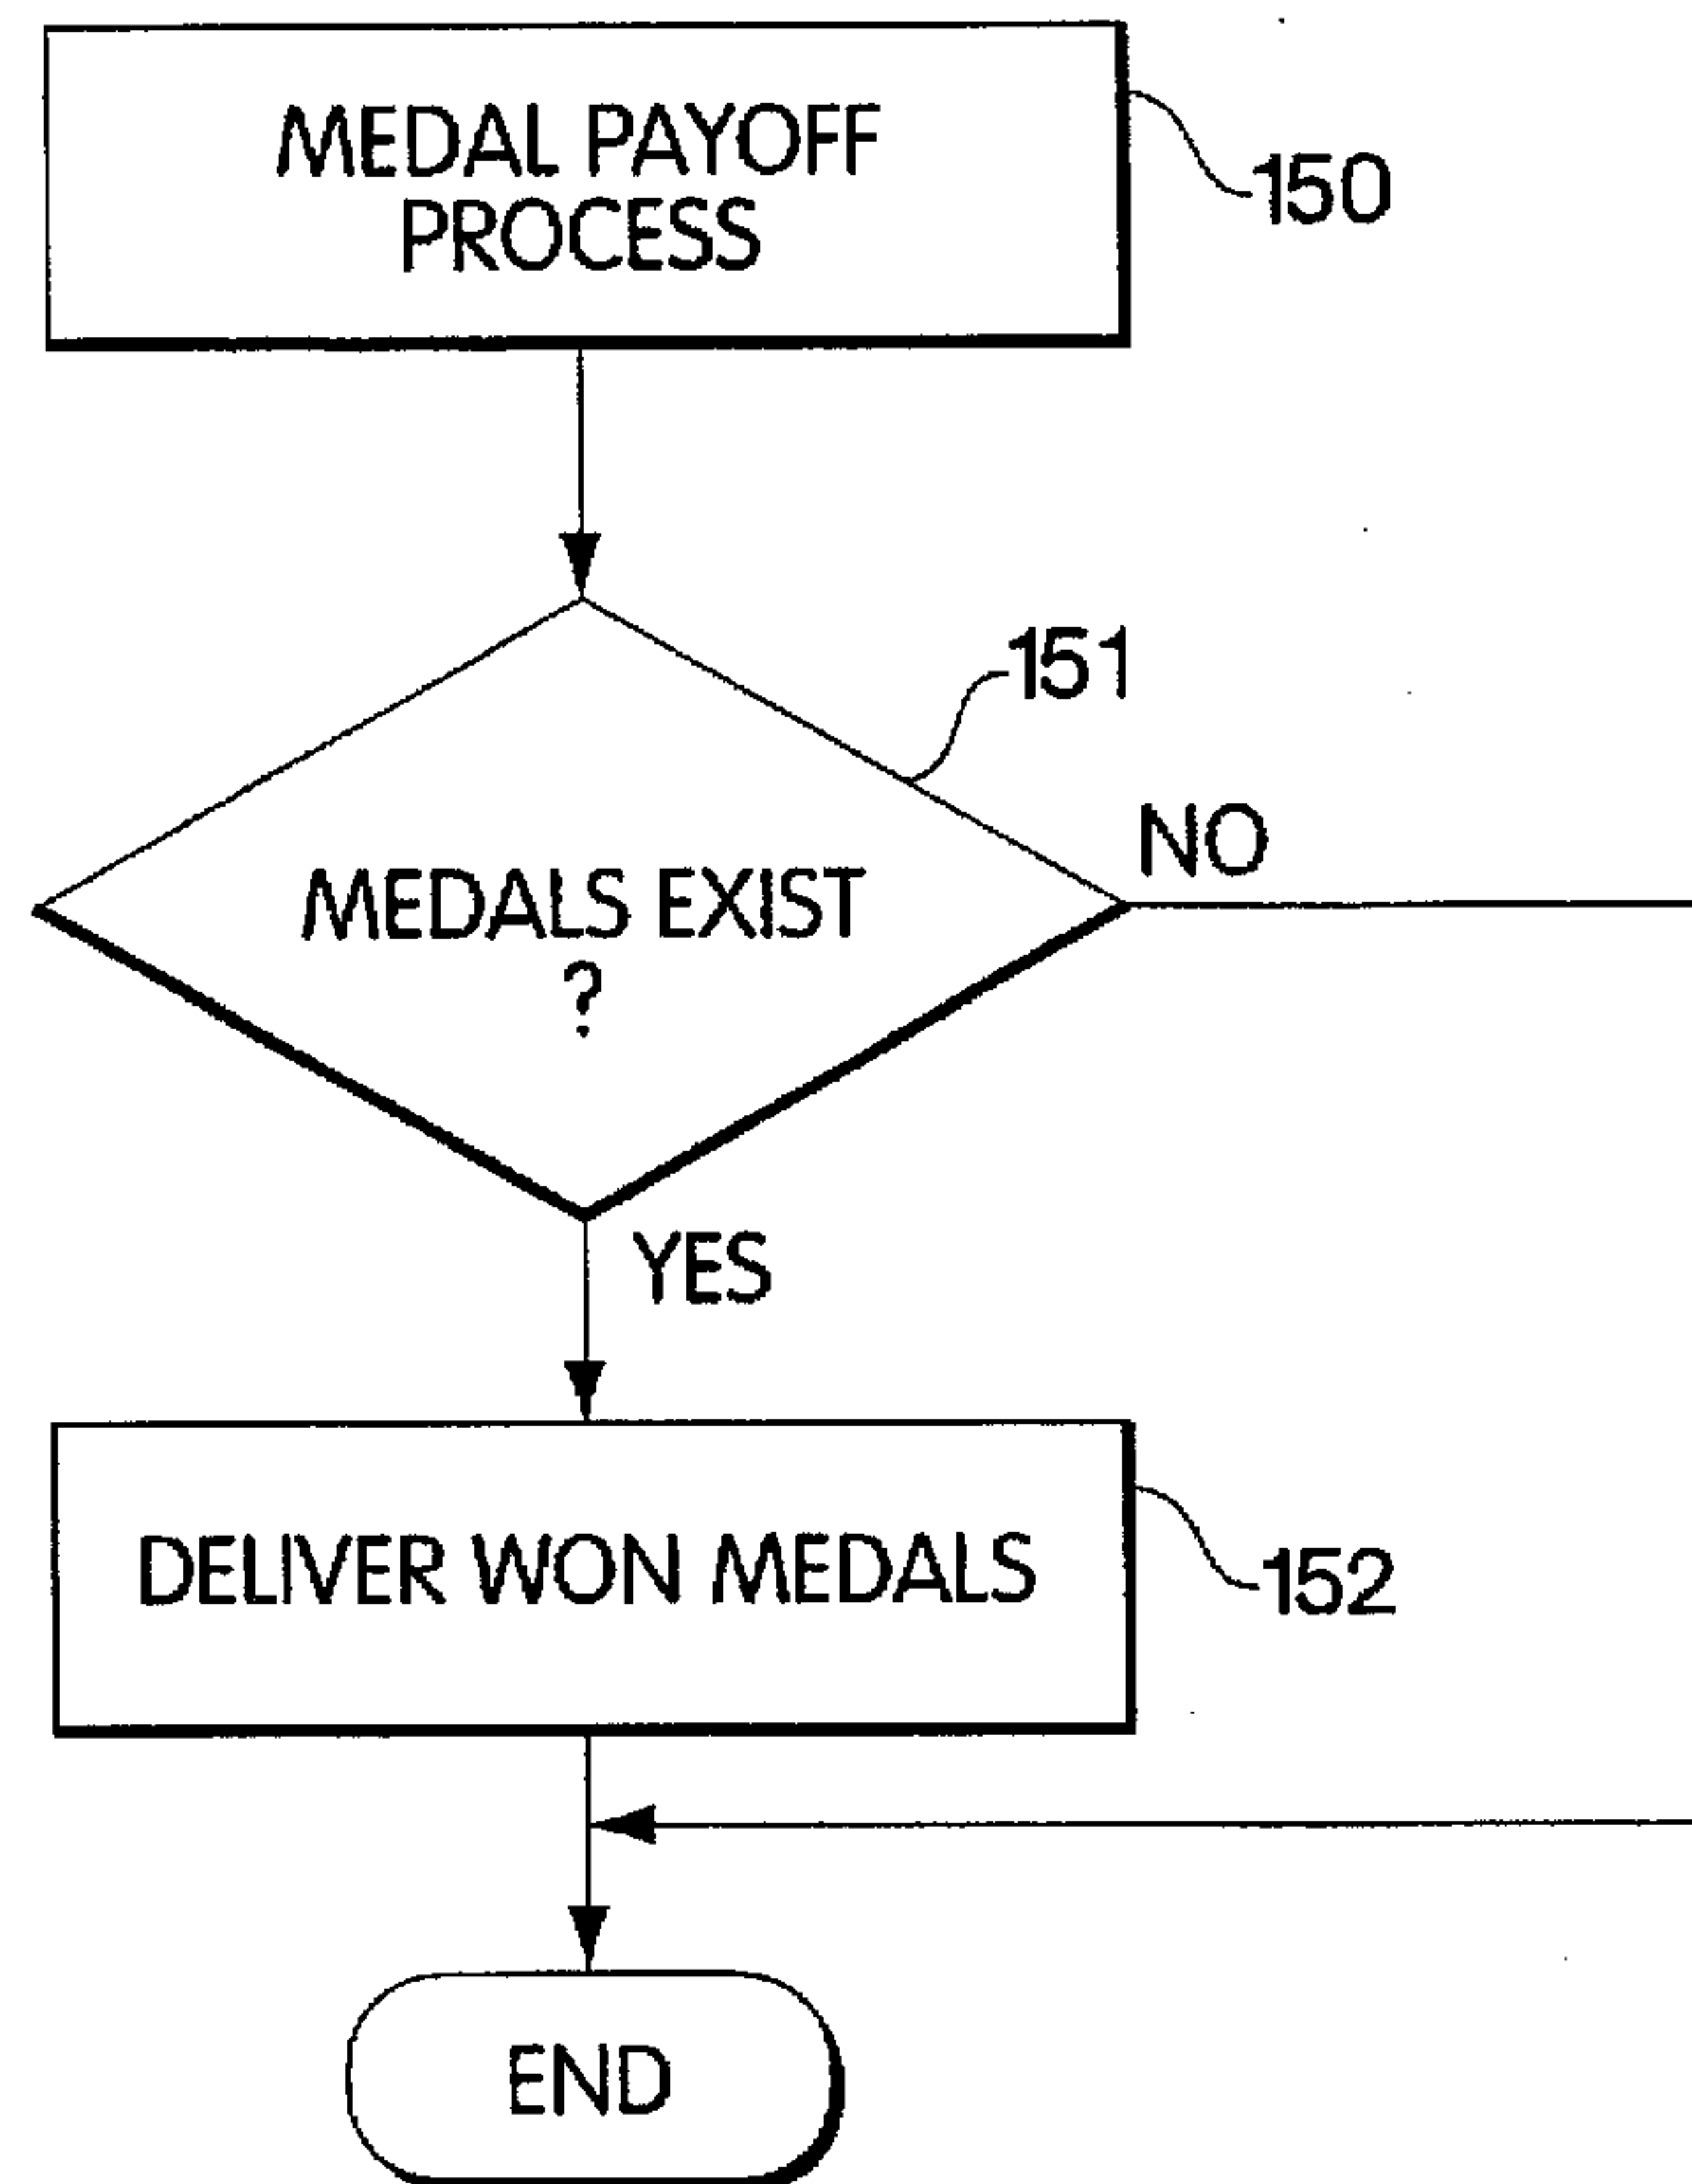 MEDAL PAYOFF
PROCESS
150
151
NO
MEDALS EXIST
?
YES
DELIVER WON MEDALS
152
END